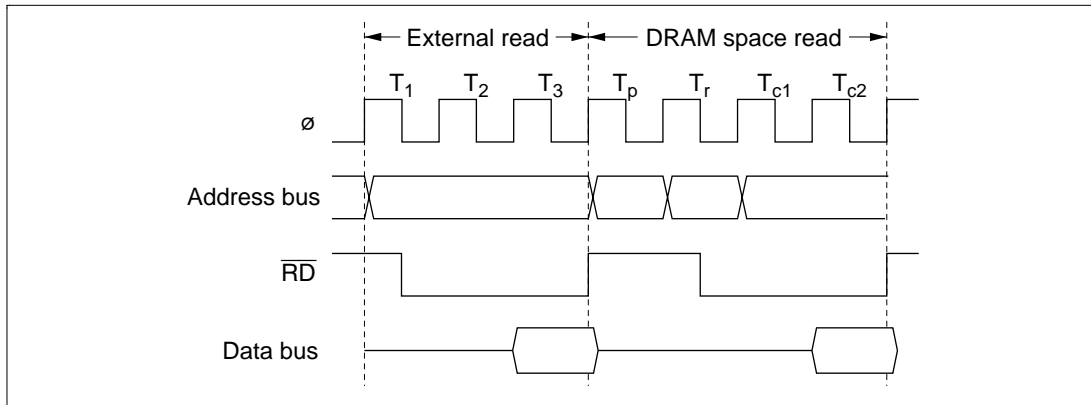 External read DRAM space read
T1 T2 T3 Tp Tr Tc1 Tc2
ø
Address bus
RD
Data bus